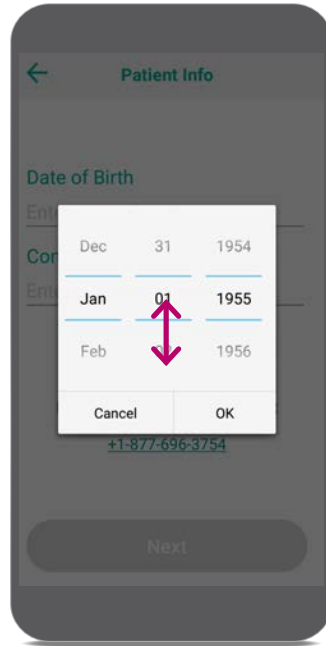 Patient Info
Date of Birth
Dec 31 1954
Jan 01 1955
Feb 1956
Cancel OK
+1-877-696-3754
Next